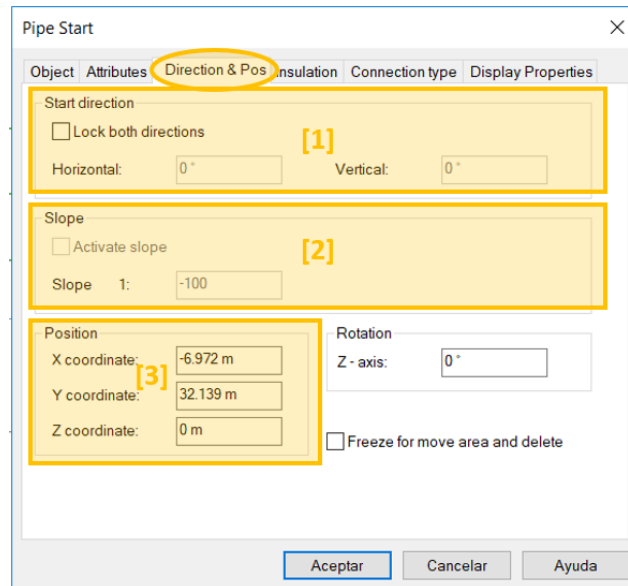 Pipe Start
Object Attributes Direction & Pos Insulation Connection type Display Properties
Start direction
Lock both directions
[1]
Horizontal: 0 ° Vertical: 0 °
Slope
Activate slope
[2]
Slope 1: -100
Position
Rotation
X coordinate: -6.972 m
Z - axis: 0 °
[3]
Y coordinate: 32.139 m
Z coordinate: 0 m
Freeze for move area and delete
Aceptar Cancelar Ayuda